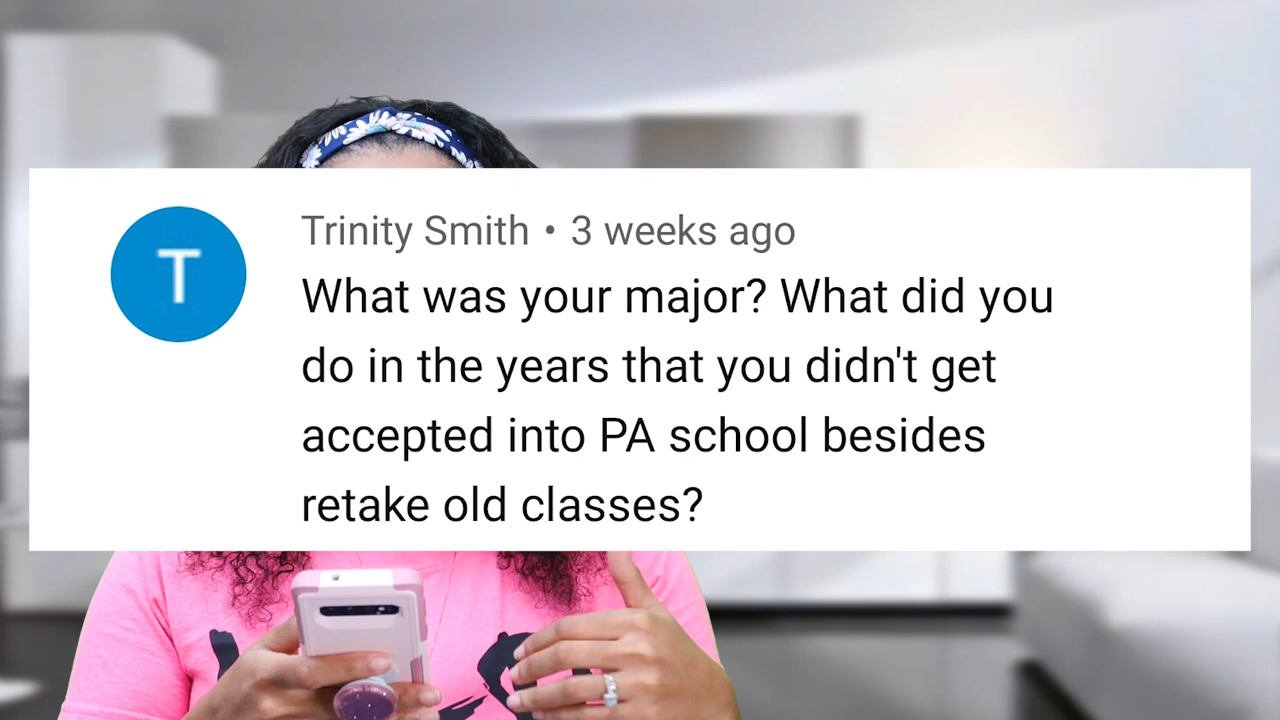 T
Trinity Smith • 3 weeks ago
What was your major? What did you
do in the years that you didn't get
accepted into PA school besides
retake old classes?